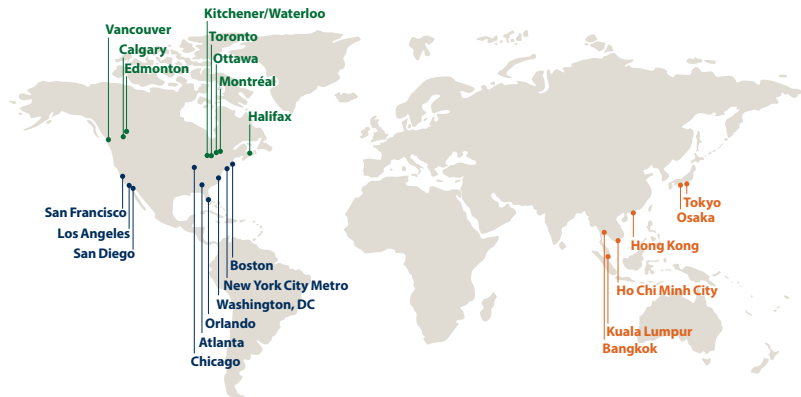 Kitchener/Waterloo
Vancouver
Toronto
Calgary
Ottawa
Edmonton
Montréal
Halifax
Tokyo
San Francisco
Osaka
Los Angeles
Hong Kong
San Diego
Boston
New York City Metro
Ho Chi Minh City
Washington, DC
Orlando
Kuala Lumpur
Atlanta
Bangkok
Chicago